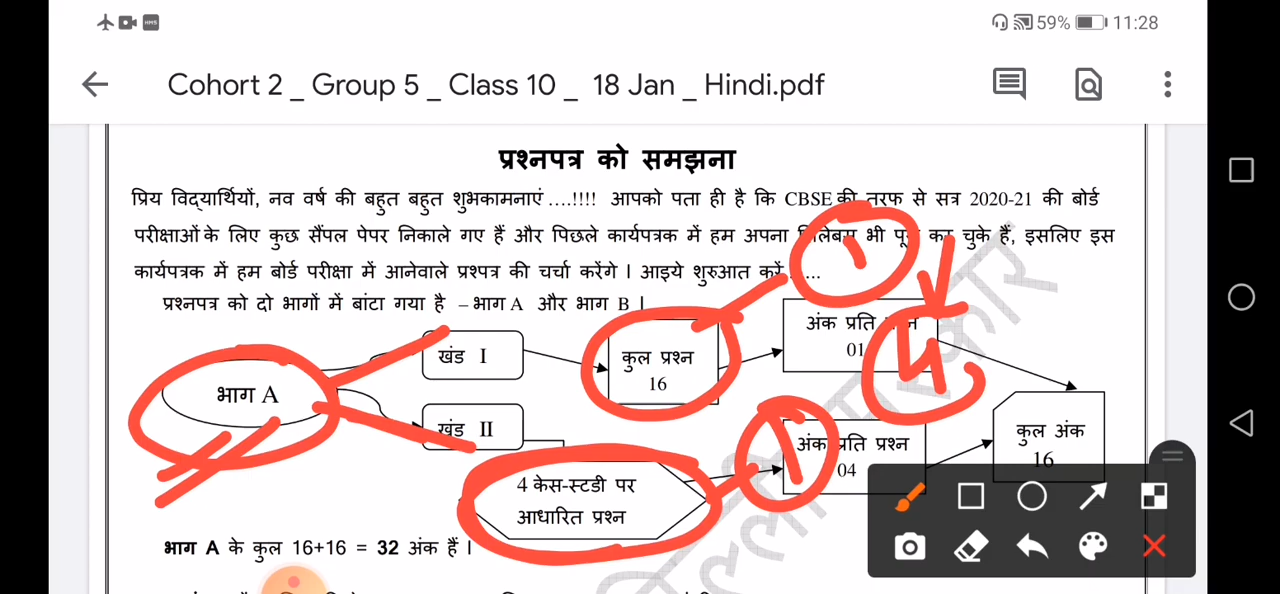 HMS 59% 11:28
Cohort 2 _ Group 5 _ Class 10 _ 18 Jan _ Hindi.pdf
प्रश्नपत्र को समझना
प्रिय विद्यार्थियों, नव वर्ष की बहुत बहुत शुभकामनाएं ....!!!! आपको पता ही है कि CBSE की तरफ से सत्र 2020-21 की बोर्ड
परीक्षाओं के लिए कुछ सैंपल पेपर निकाले गए हैं और पिछले कार्यपत्रक में हम अपना सिलेबस भी कर चुके हैं, इसलिए इस
कार्यपत्रक में हम बोर्ड परीक्षा में आनेवाले प्रश्पत्र की चर्चा करेंगे । आइये शुरुआत करें
प्रश्नपत्र को दो भागों में बांटा गया है – भाग A और भाग B ।
1
भाग A
खंड I
कुल प्रश्न
16
अंक प्रति
01
4
खंड II
4 केस-स्टडी पर
आधारित प्रश्न
1
अंक प्रति प्रश्न
04
कुल अंक
16
भाग A के कुल 16+16 = 32 अंक हैं ।